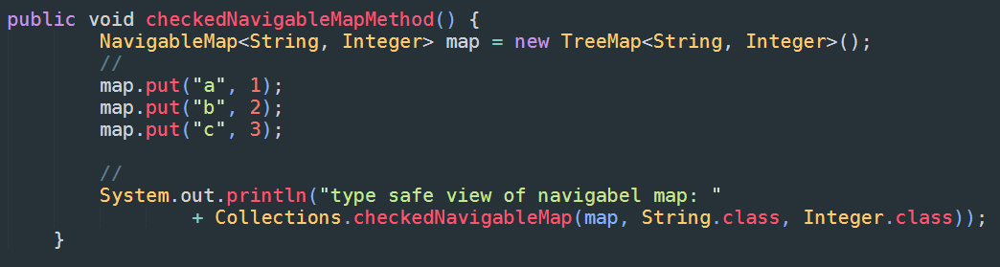 public void checkedNavigableMapMethod() {
NavigableMap<String, Integer> map = new TreeMap<String, Integer>();
//
map.put("a", 1);
map.put("b", 2);
map.put("c", 3);
//
System.out.println("type safe view of navigabel map: "
+ Collections.checkedNavigableMap(map, String.class, Integer.class));
}